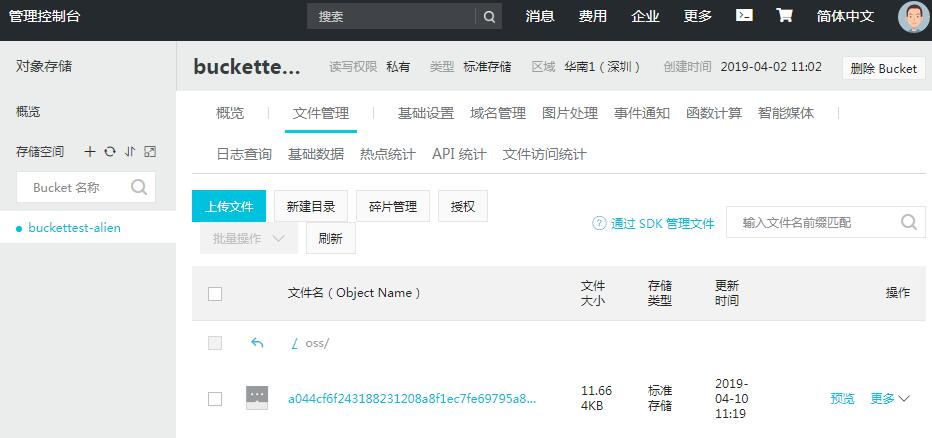 管理控制台 搜索 消息 费用 企业 更多 简体中文
对象存储 buckette... 读写权限 私有 类型 标准存储 区域 华南1（深圳） 创建时间 2019-04-02 11:02 删除 Bucket
概览 概览 文件管理 基础设置 域名管理 图片处理 事件通知 函数计算 智能媒体
存储空间 日志查询 基础数据 热点统计 API 统计 文件访问统计
Bucket 名称
上传文件 新建目录 碎片管理 授权
bucketttest-alien
通过 SDK 管理文件 输入文件名前缀匹配
批量操作 刷新
文件名（Object Name） 文件大小 存储类型 更新时间 操作
/ oss/
a044cf6f243188231208a8f1ec7fe69795a8... 11.664KB 标准存储 2019-04-10 11:19 预览 更多